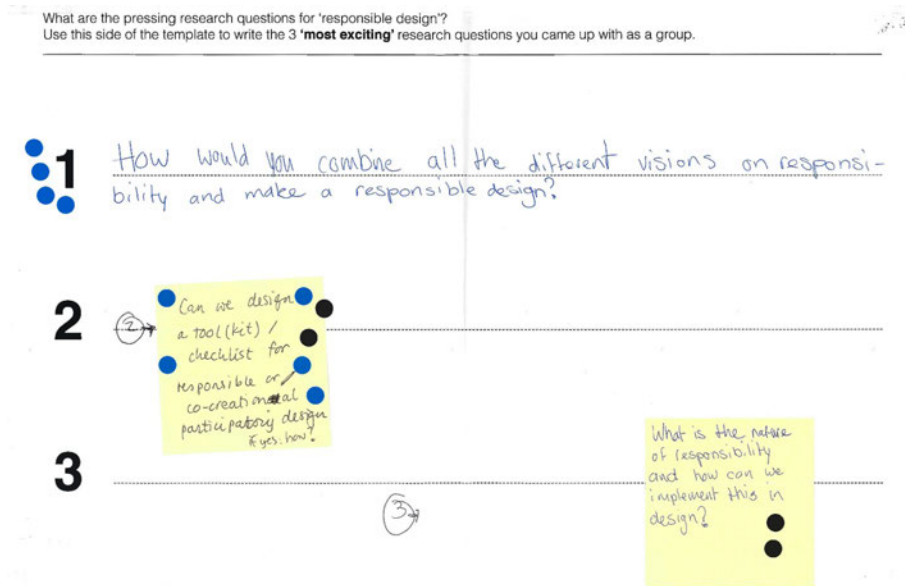 What are the pressing research questions for 'responsible design'?
Use this side of the template to write the 3 'most exciting' research questions you came up with as a group.
1 How would you combine all the different visions on responsi-
bility and make a responsible design?
2
2
Can we design
a tool(kit) /
checklist for
responsible or
co-creational
participatory design
if yes: how?
3
3
What is the nature
of responsibility
and how can we
implement this in
design?